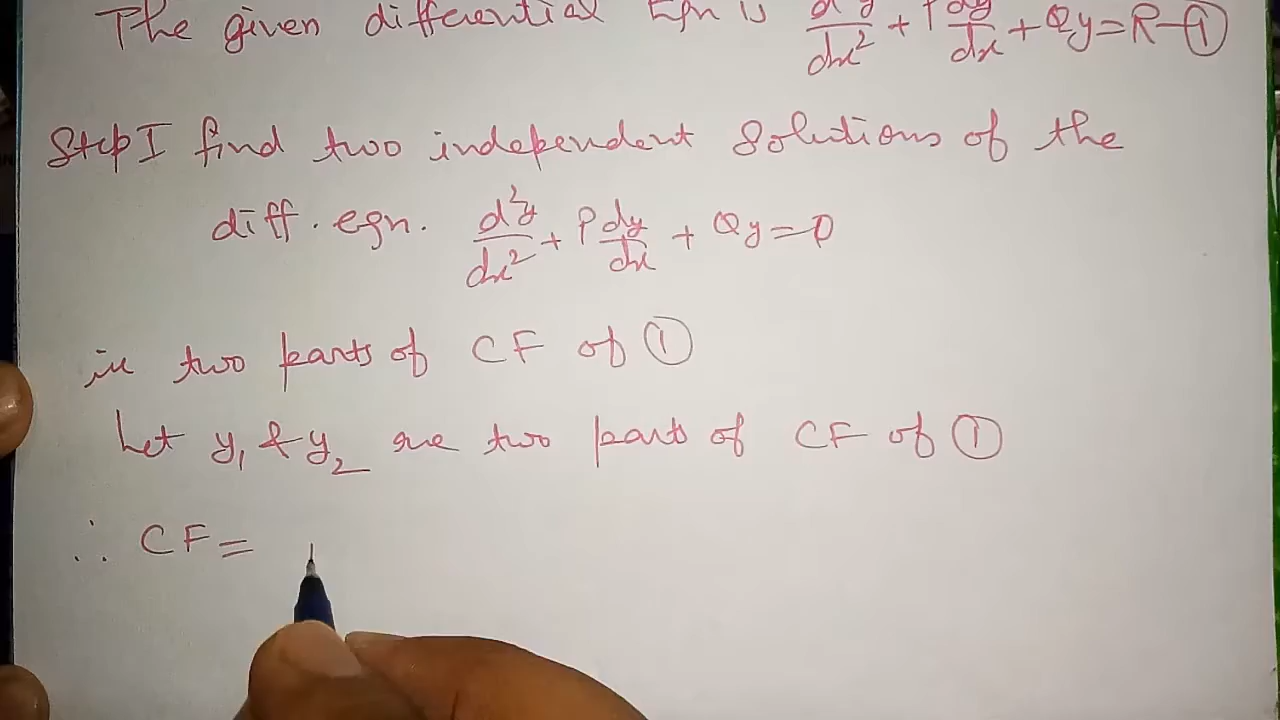 The given differential Eqn is d²y/dx² + P dy/dx + Qy = R - ①
Step I find two independent solutions of the
diff. eqn. d²y/dx² + P dy/dx + Qy = 0
ie two parts of CF of ①
Let y₁ & y₂ are two parts of CF of ①
∴ CF =